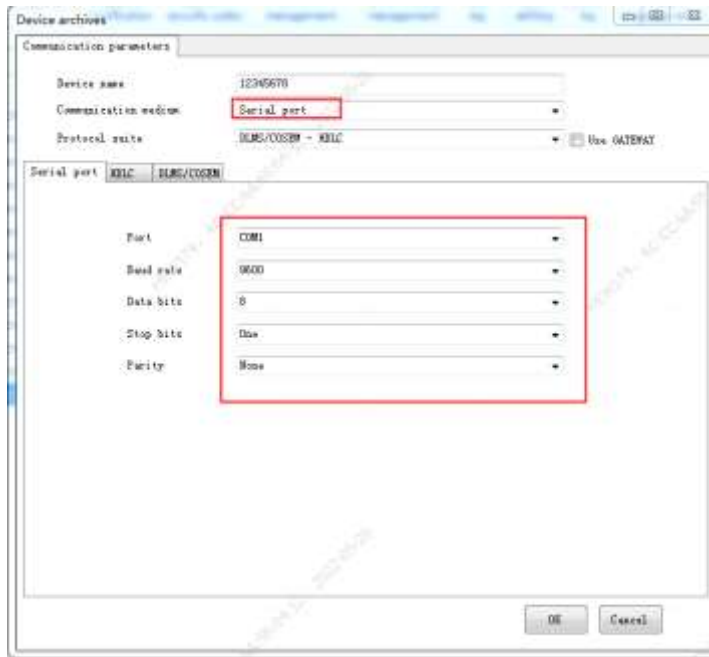 Device archives
Communication parameters
Device name 12345678
Communication medium Serial port
Protocol suite DLMS/COSEM - HDLC Use GATEWAY
Serial port HDLC DLMS/COSEM
Port COM1
Baud rate 9600
Data bits 8
Stop bits One
Parity None
OK Cancel